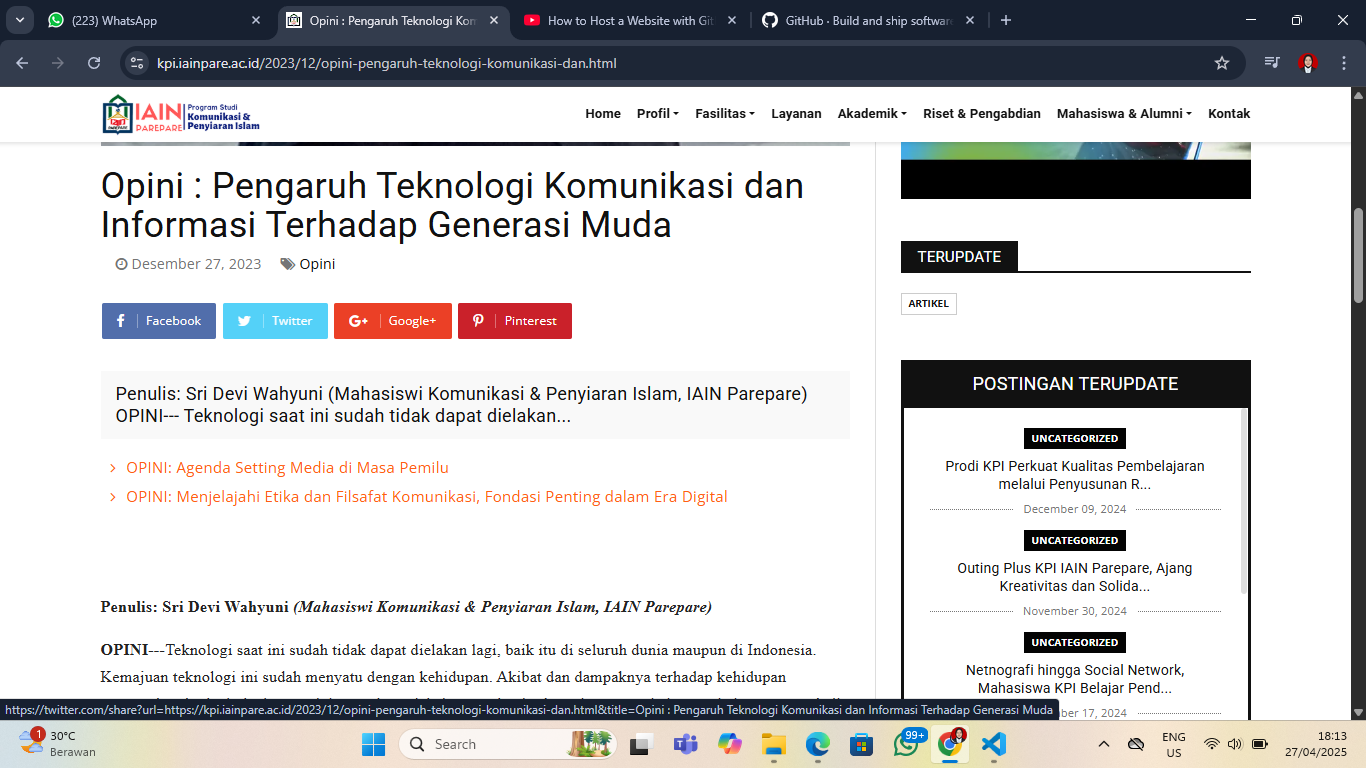 (223) WhatsApp
Opini : Pengaruh Teknologi Kom
How to Host a Website with Git
GitHub · Build and ship software
kpi.iainpare.ac.id/2023/12/opini-pengaruh-teknologi-komunikasi-dan.html
IAIN PAREPARE
Program Studi
Komunikasi &
Penyiaran Islam
Home Profil Fasilitas Layanan Akademik Riset & Pengabdian Mahasiswa & Alumni Kontak
Opini : Pengaruh Teknologi Komunikasi dan
Informasi Terhadap Generasi Muda
Desember 27, 2023 Opini
Facebook Twitter Google+ Pinterest
Penulis: Sri Devi Wahyuni (Mahasiswi Komunikasi & Penyiaran Islam, IAIN Parepare)
OPINI--- Teknologi saat ini sudah tidak dapat dielakan...
OPINI: Agenda Setting Media di Masa Pemilu
OPINI: Menjelajahi Etika dan Filsafat Komunikasi, Fondasi Penting dalam Era Digital
Penulis: Sri Devi Wahyuni (Mahasiswi Komunikasi & Penyiaran Islam, IAIN Parepare)
OPINI---Teknologi saat ini sudah tidak dapat dielakan lagi, baik itu di seluruh dunia maupun di Indonesia.
Kemajuan teknologi ini sudah menyatu dengan kehidupan. Akibat dan dampaknya terhadap kehidupan
TERUPDATE
ARTIKEL
POSTINGAN TERUPDATE
UNCATEGORIZED
Prodi KPI Perkuat Kualitas Pembelajaran
melalui Penyusunan R...
December 09, 2024
UNCATEGORIZED
Outing Plus KPI IAIN Parepare, Ajang
Kreativitas dan Solida...
November 30, 2024
UNCATEGORIZED
Netnografi hingga Social Network,
Mahasiswa KPI Belajar Pend...
17, 2024
https://twitter.com/share?url=https://kpi.iainpare.ac.id/2023/12/opini-pengaruh-teknologi-komunikasi-dan.html&title=Opini : Pengaruh Teknologi Komunikasi dan Informasi Terhadap Generasi Muda
1
30°C
Berawan
Search
99+
ENG
US
18:13
27/04/2025